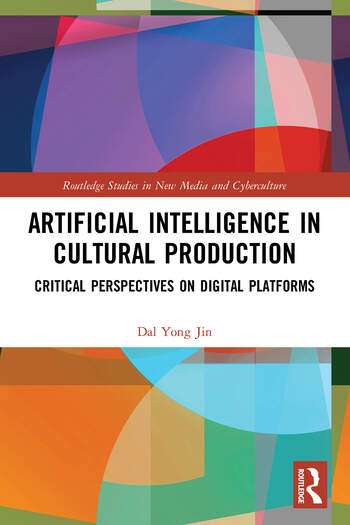 Routledge Studies in New Media and Cyberculture
ARTIFICIAL INTELLIGENCE IN
CULTURAL PRODUCTION
CRITICAL PERSPECTIVES ON DIGITAL PLATFORMS
Dal Yong Jin
ROUTLEDGE